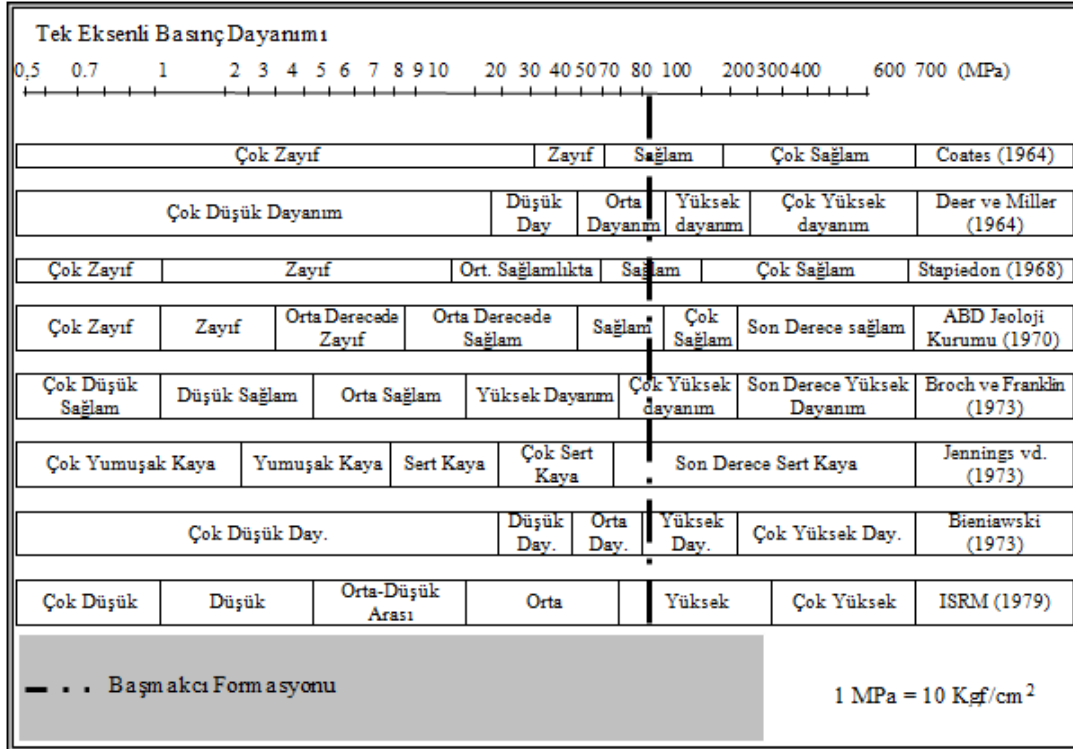 Tek Eksenli Basınç Dayanımı
0,5 0.7 1 2 3 4 5 6 7 8 9 10 20 30 40 50 70 80 100 200 300 400 600 700 (MPa)
Çok Zayıf Zayıf Sağlam Çok Sağlam Coates (1964)
Çok Düşük Dayanım Düşük Day Orta Dayanım Yüksek dayanım Çok Yüksek dayanım Deer ve Miller (1964)
Çok Zayıf Zayıf Ort. Sağlamlıkta Sağlam Çok Sağlam Stapiedon (1968)
Çok Zayıf Zayıf Orta Derecede Zayıf Orta Derecede Sağlam Sağlam Çok Sağlam Son Derece sağlam ABD Jeoloji Kurumu (1970)
Çok Düşük Sağlam Düşük Sağlam Orta Sağlam Yüksek Dayanım Çok Yüksek dayanım Son Derece Yüksek Dayanım Broch ve Franklin (1973)
Çok Yumuşak Kaya Yumuşak Kaya Sert Kaya Çok Sert Kaya Son Derece Sert Kaya Jennings vd. (1973)
Çok Düşük Day. Düşük Day. Orta Day. Yüksek Day. Çok Yüksek Day. Bieniawski (1973)
Çok Düşük Düşük Orta-Düşük Arası Orta Yüksek Çok Yüksek ISRM (1979)
Başmakcı Formasyonu
1 MPa = 10 Kgf/cm²